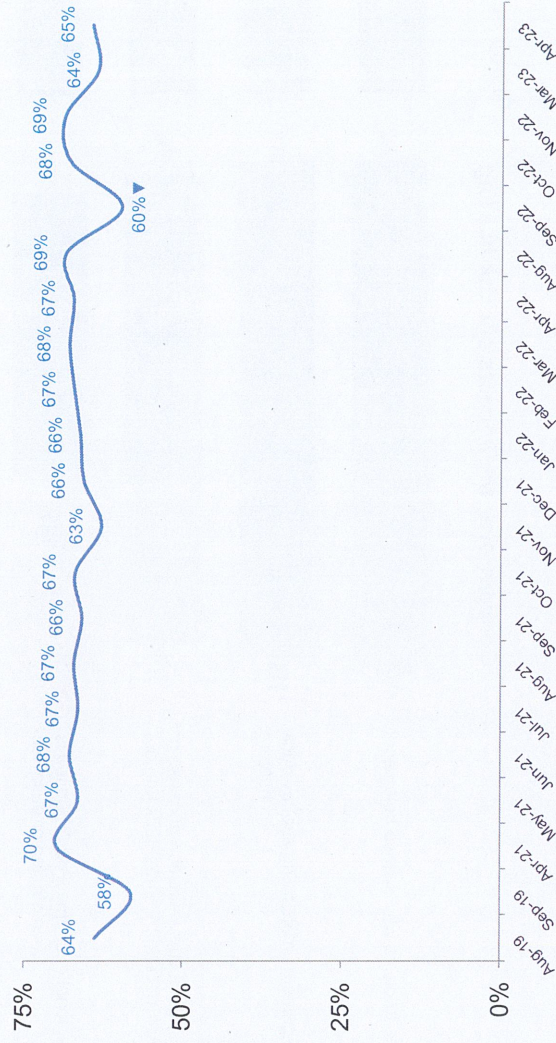 75%
50%
25%
0%
64%
58%
70%
67%
68%
67%
67%
66%
67%
63%
66%
66%
67%
68%
67%
69%
60%▼
68%
69%
64%
65%
Aug-19
Sep-19
Apr-21
May-21
Jun-21
Jul-21
Aug-21
Sep-21
Oct-21
Nov-21
Dec-21
Jan-22
Feb-22
Mar-22
Apr-22
Aug-22
Sep-22
Oct-22
Nov-22
Mar-23
Apr-23